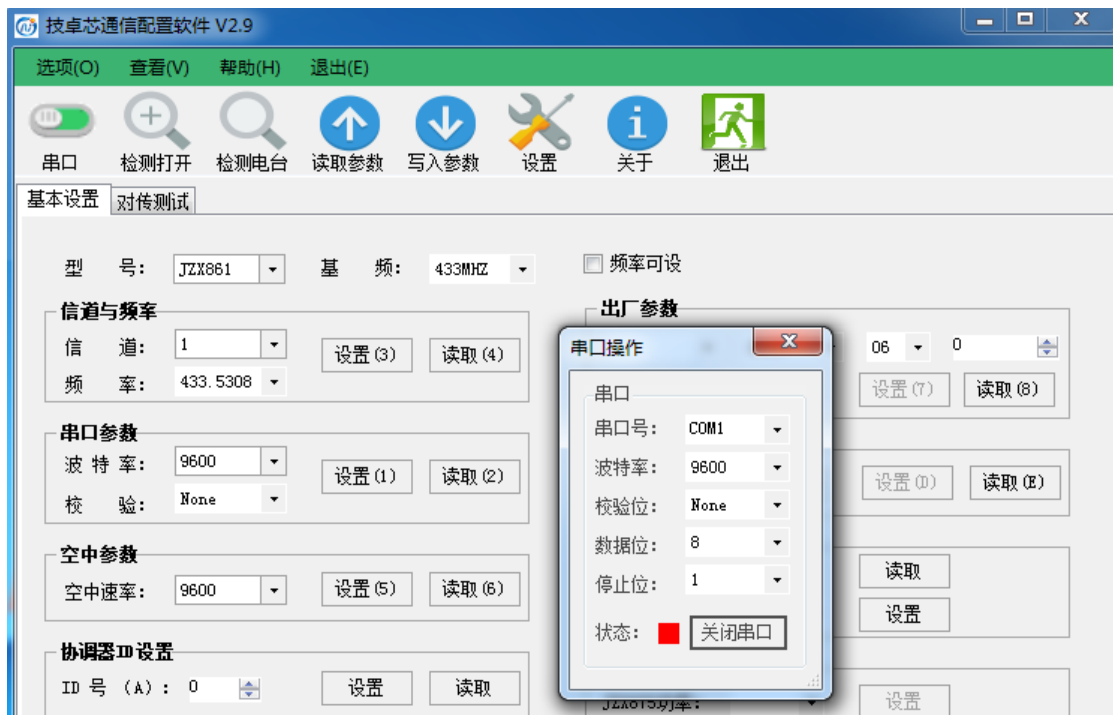 技卓芯通信配置软件 V2.9
选项(O) 查看(V) 帮助(H) 退出(E)
串口 检测打开 检测电台 读取参数 写入参数 设置 关于 退出
基本设置 对传测试
型 号: JZX861 基 频: 433MHZ 频率可设
信道与频率
信 道: 1 设置(3) 读取(4)
频 率: 433.5308
出厂参数
06 0
设置(7) 读取(8)
串口参数
波 特 率: 9600 设置(1) 读取(2)
校 验: None
设置(D) 读取(E)
空中参数
空中速率: 9600 设置(5) 读取(6)
读取
设置
协调器ID设置
ID 号 (A): 0 设置 读取
设置
串口操作
串口
串口号: COM1
波特率: 9600
校验位: None
数据位: 8
停止位: 1
状态: 关闭串口